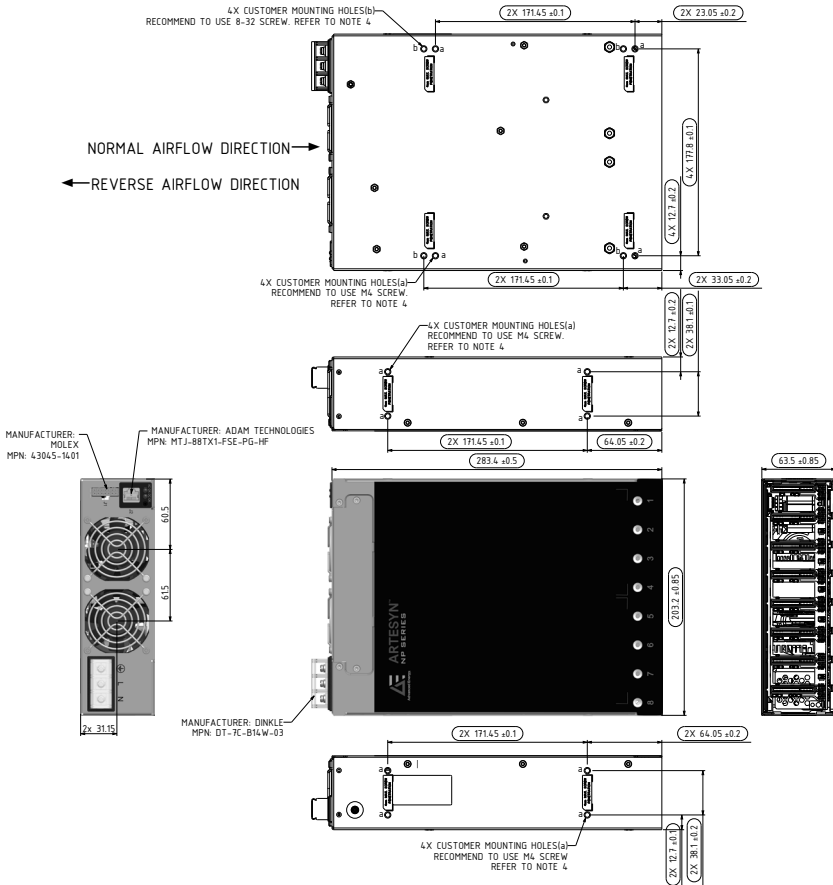 4X CUSTOMER MOUNTING HOLES(b)
RECOMMEND TO USE 8-32 SCREW. REFER TO NOTE 4
2X 171.45 ±0.1
2X 23.05 ±0.2
b
a
b
a
4X 177.8 ±0.1
4X 12.7 ±0.2
NORMAL AIRFLOW DIRECTION
REVERSE AIRFLOW DIRECTION
b
a
b
a
4X CUSTOMER MOUNTING HOLES(a)
RECOMMEND TO USE M4 SCREW.
REFER TO NOTE 4
2X 171.45 ±0.1
2X 33.05 ±0.2
2X 12.7 ±0.2
2X 38.1 ±0.1
4X CUSTOMER MOUNTING HOLES(a)
RECOMMEND TO USE M4 SCREW.
REFER TO NOTE 4
a
a
a
a
2X 171.45 ±0.1
64.05 ±0.2
MANUFACTURER:
MOLEX
MPN: 43045-1401
MANUFACTURER: ADAM TECHNOLOGIES
MPN: MTJ-88TX1-FSE-PG-HF
283.4 ±0.5
63.5 ±0.85
60.5
61.5
L
N
2x 31.15
1
2
3
4
5
6
7
8
203.2 ±0.85
ARTESYN™
NP SERIES
Advanced Energy
MANUFACTURER: DINKLE
MPN: DT-7C-B14W-03
2X 171.45 ±0.1
2X 64.05 ±0.2
a
a
a
a
4X CUSTOMER MOUNTING HOLES(a)
RECOMMEND TO USE M4 SCREW
REFER TO NOTE 4
2X 12.7 ±0.1
2X 38.1 ±0.2